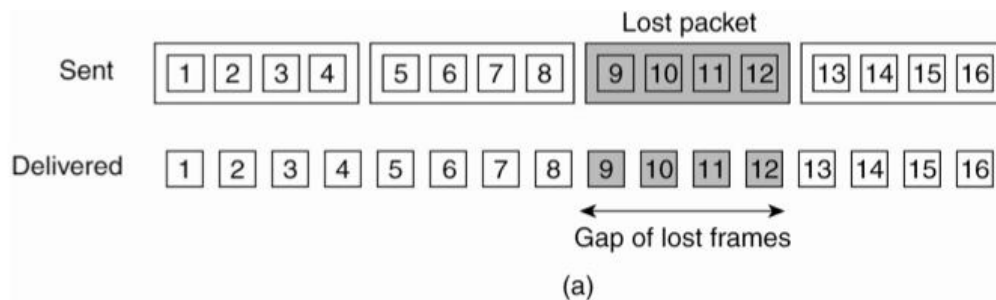 Lost packet
Sent 1 2 3 4 5 6 7 8 9 10 11 12 13 14 15 16
Delivered 1 2 3 4 5 6 7 8 9 10 11 12 13 14 15 16
Gap of lost frames
(a)